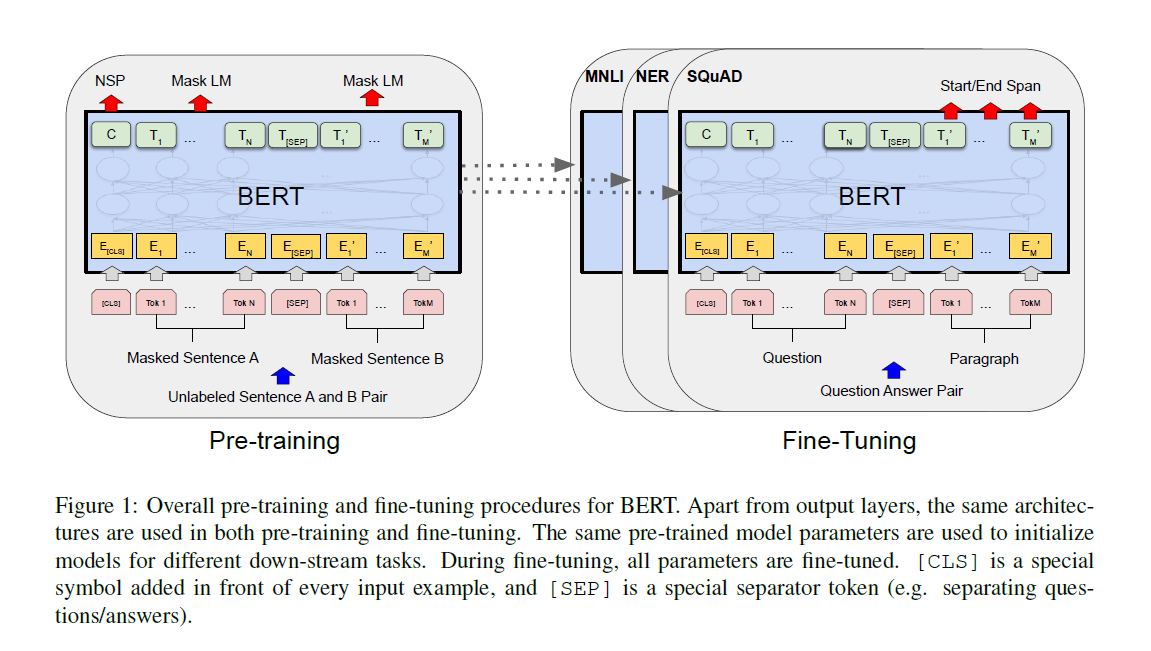 NSP Mask LM Mask LM
C T1 ... TN T[SEP] T1' ... TM'
...
BERT
...
E[CLS] E1 ... EN E[SEP] E1' ... EM'
[CLS] Tok 1 ... Tok N [SEP] Tok 1 ... TokM
Masked Sentence A Masked Sentence B
Unlabeled Sentence A and B Pair
Pre-training
MNLI NER SQuAD
Start/End Span
C T1 ... TN T[SEP] T1' ... TM'
...
BERT
...
E[CLS] E1 ... EN E[SEP] E1' ... EM'
[CLS] Tok 1 ... Tok N [SEP] Tok 1 ... TokM
Question Paragraph
Question Answer Pair
Fine-Tuning
Figure 1: Overall pre-training and fine-tuning procedures for BERT. Apart from output layers, the same architec-
tures are used in both pre-training and fine-tuning. The same pre-trained model parameters are used to initialize
models for different down-stream tasks. During fine-tuning, all parameters are fine-tuned. [CLS] is a special
symbol added in front of every input example, and [SEP] is a special separator token (e.g. separating ques-
tions/answers).